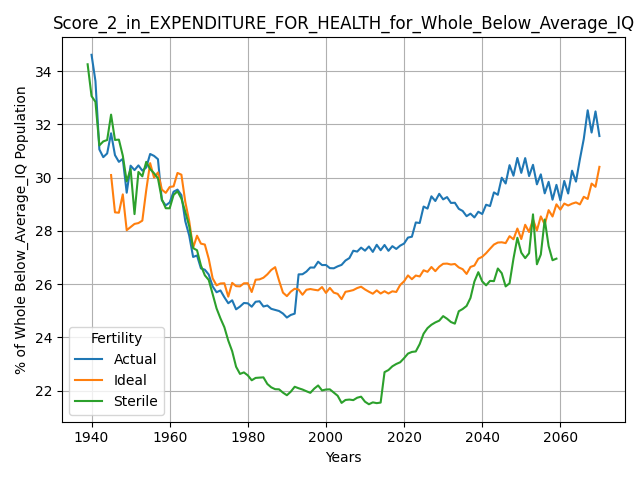 Score_2_in_EXPENDITURE_FOR_HEALTH_for_Whole_Below_Average_IQ
% of Whole Below_Average_IQ Population
34
32
30
28
26
24
22
Fertility
Actual
Ideal
Sterile
1940 1960 1980 2000 2020 2040 2060
Years